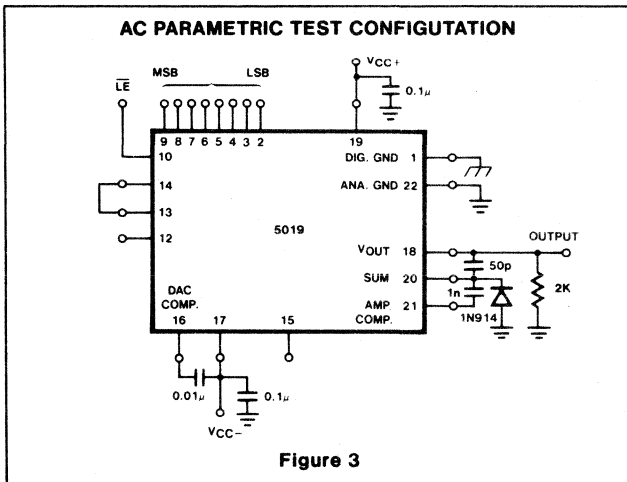 AC PARAMETRIC TEST CONFIGUTATION
LE
MSB LSB
VCC+
0.1μ
9 8 7 6 5 4 3 2
19
10
DIG. GND 1
14
ANA. GND 22
13
5019
12
VOUT 18
OUTPUT
50p
SUM 20
1n
2K
DAC COMP.
AMP COMP. 21
1N914
16 17 15
0.01μ
0.1μ
VCC−
Figure 3